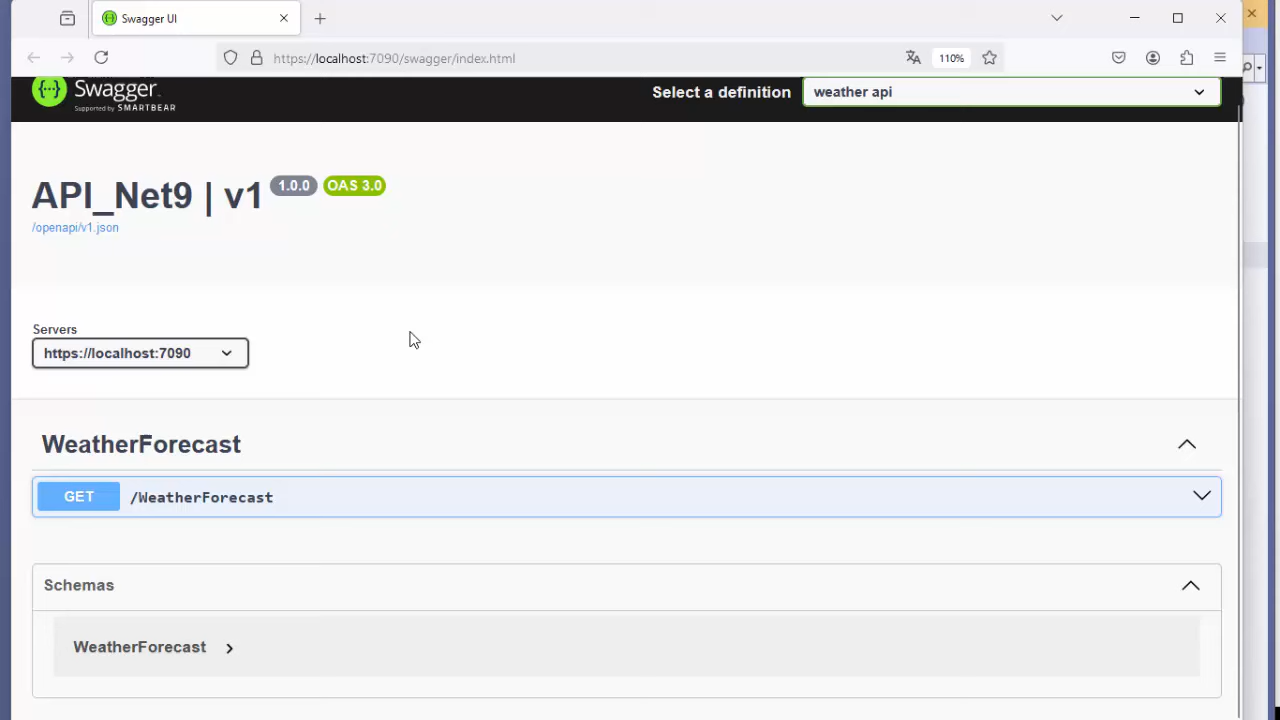 Swagger UI
https://localhost:7090/swagger/index.html
110%
Swagger
Supported by SMARTBEAR
Select a definition
weather api
API_Net9 | v1 1.0.0 OAS 3.0
/openapi/v1.json
Servers
https://localhost:7090
WeatherForecast
GET /WeatherForecast
Schemas
WeatherForecast